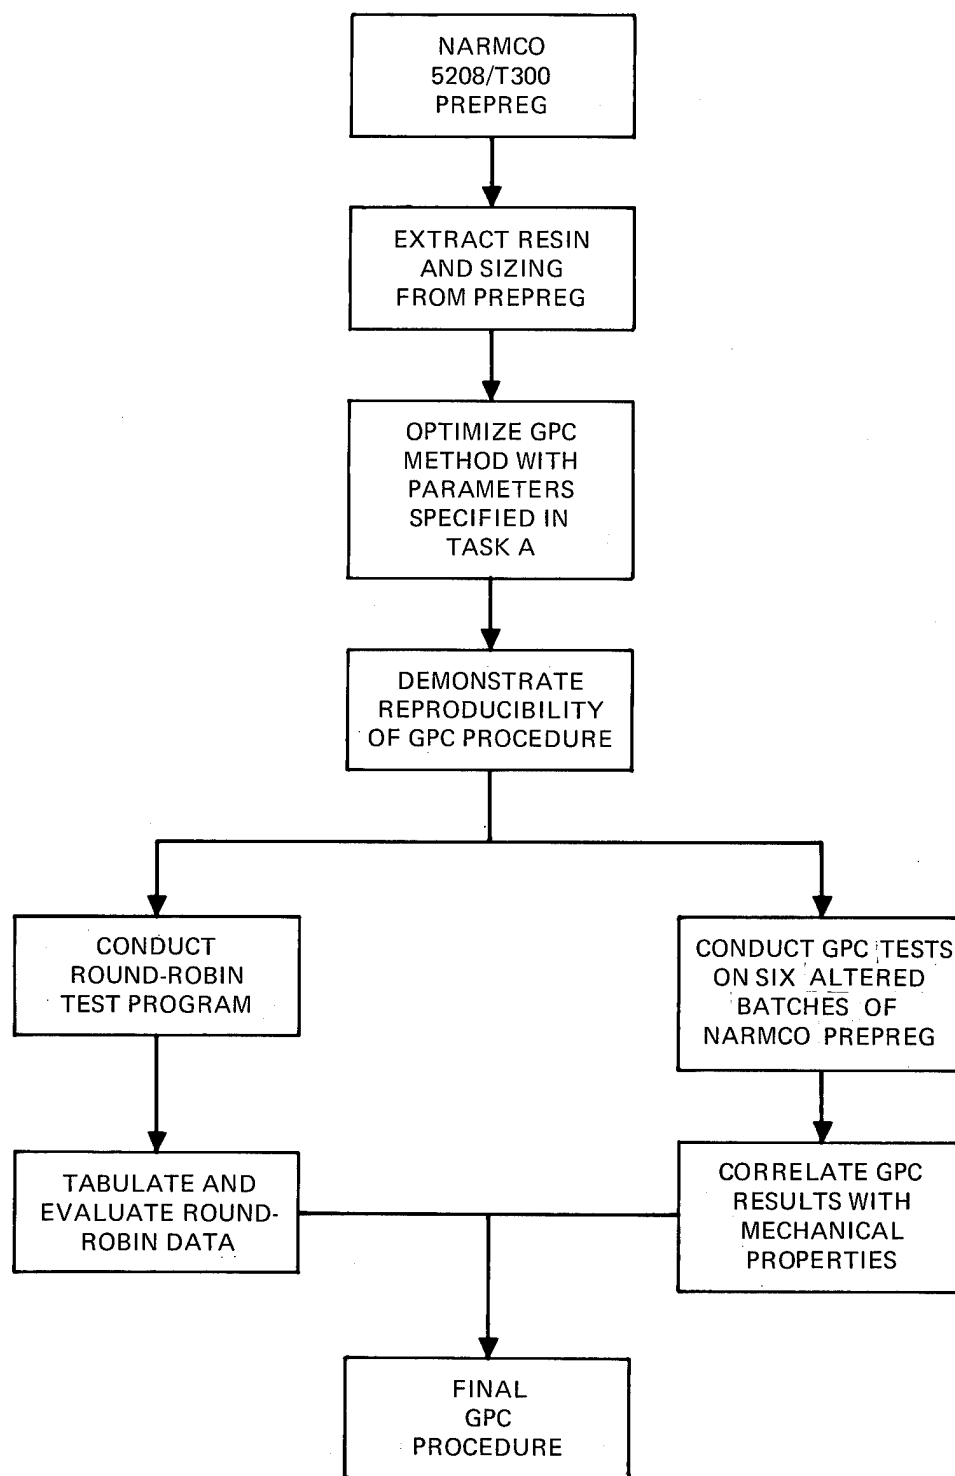 NARMCO
5208/T300
PREPREG
EXTRACT RESIN
AND SIZING
FROM PREPREG
OPTIMIZE GPC
METHOD WITH
PARAMETERS
SPECIFIED IN
TASK A
DEMONSTRATE
REPRODUCIBILITY
OF GPC PROCEDURE
CONDUCT
ROUND-ROBIN
TEST PROGRAM
CONDUCT GPC TESTS
ON SIX ALTERED
BATCHES OF
NARMCO PREPREG
TABULATE AND
EVALUATE ROUND-
ROBIN DATA
CORRELATE GPC
RESULTS WITH
MECHANICAL
PROPERTIES
FINAL
GPC
PROCEDURE